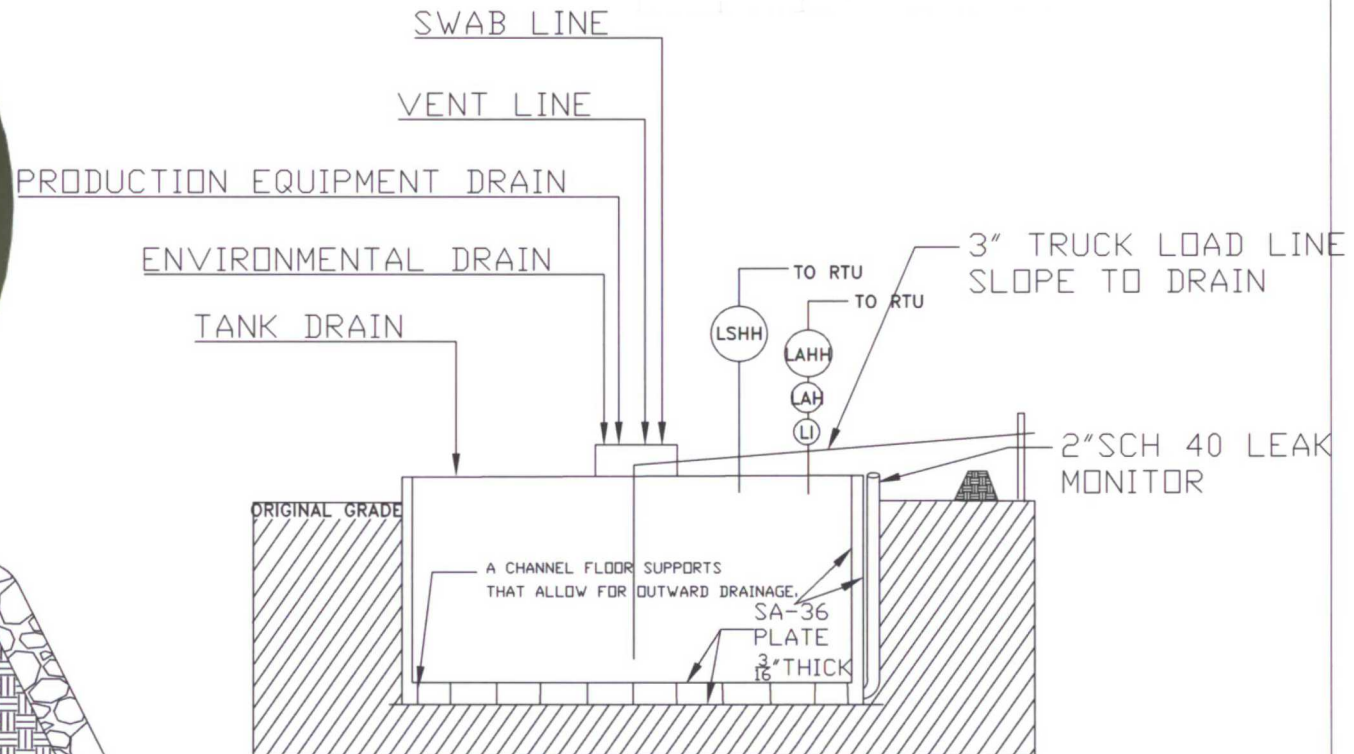 SWAB LINE
VENT LINE
PRODUCTION EQUIPMENT DRAIN
ENVIRONMENTAL DRAIN
TANK DRAIN
TO RTU
TO RTU
3" TRUCK LOAD LINE
SLOPE TO DRAIN
LSHH
LAHH
LAH
LI
2"SCH 40 LEAK
MONITOR
ORIGINAL GRADE
A CHANNEL FLOOR SUPPORTS
THAT ALLOW FOR OUTWARD DRAINAGE.
SA-36
PLATE
3/16"THICK